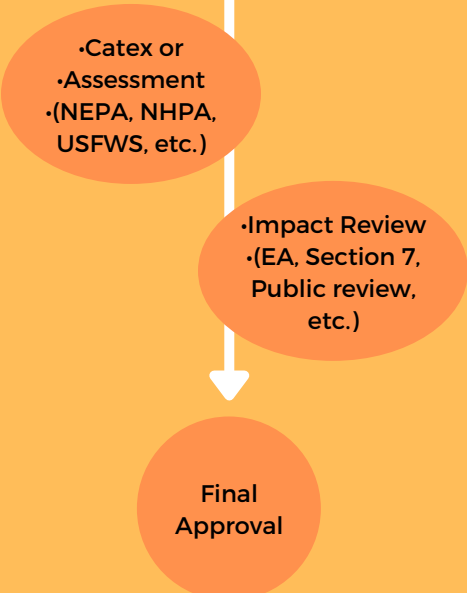 •Catex or
•Assessment
•(NEPA, NHPA,
USFWS, etc.)
•Impact Review
•(EA, Section 7,
Public review,
etc.)
Final
Approval